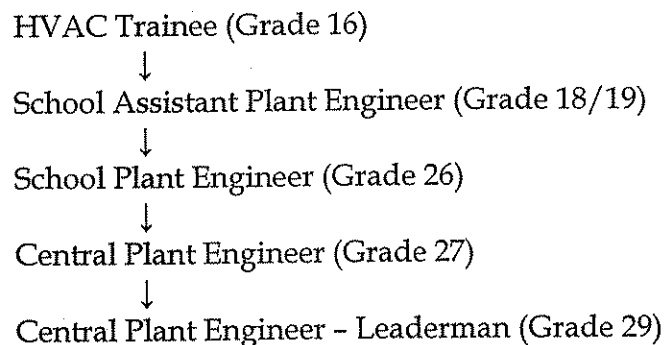 HVAC Trainee (Grade 16)
↓
School Assistant Plant Engineer (Grade 18/19)
↓
School Plant Engineer (Grade 26)
↓
Central Plant Engineer (Grade 27)
↓
Central Plant Engineer – Leaderman (Grade 29)